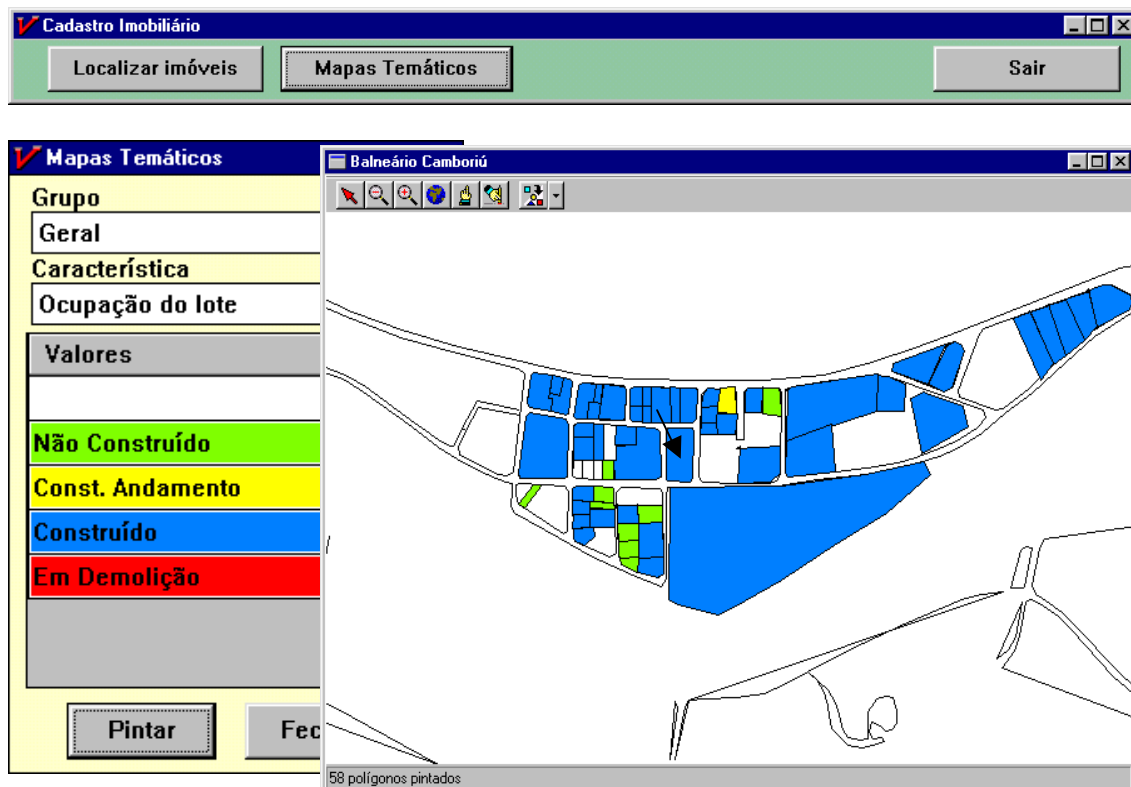 Cadastro Imobiliário
Localizar imóveis
Mapas Temáticos
Sair
Mapas Temáticos
Grupo
Geral
Característica
Ocupação do lote
Valores
Não Construído
Const. Andamento
Construído
Em Demolição
Pintar
Fec
Balneário Camboriú
58 polígonos pintados